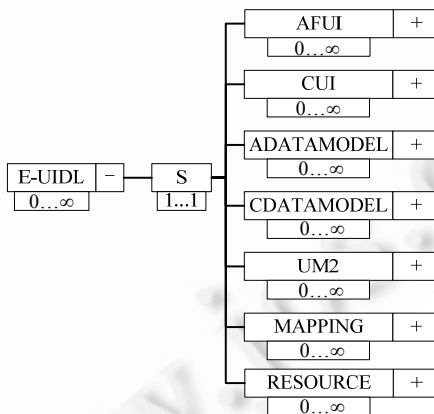 AFUI +
0…∞
CUI +
0…∞
ADATAMODEL +
0…∞
E-UIDL − S
0…∞ 1...1
CDATAMODEL +
0…∞
UM2 +
0…∞
MAPPING +
0…∞
RESOURCE +
0…∞